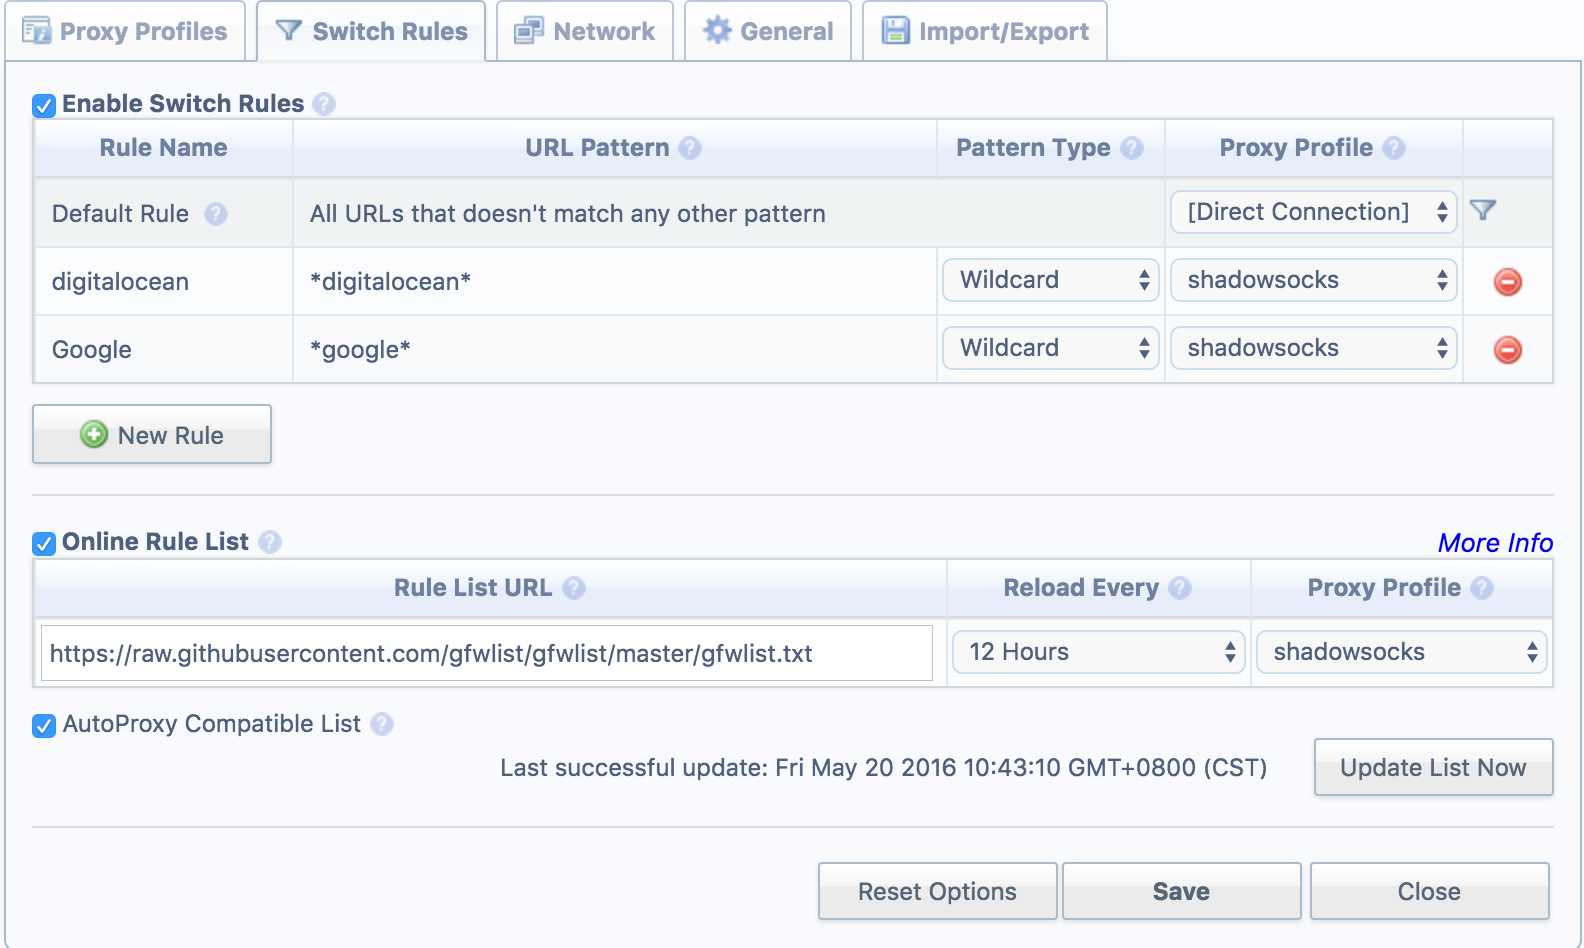 Proxy Profiles Switch Rules Network General Import/Export
Enable Switch Rules ?
Rule Name URL Pattern ? Pattern Type ? Proxy Profile ?
Default Rule ? All URLs that doesn't match any other pattern [Direct Connection]
digitalocean *digitalocean* Wildcard shadowsocks
Google *google* Wildcard shadowsocks
New Rule
Online Rule List ? More Info
Rule List URL ? Reload Every ? Proxy Profile ?
https://raw.githubusercontent.com/gfwlist/gfwlist/master/gfwlist.txt 12 Hours shadowsocks
AutoProxy Compatible List ?
Last successful update: Fri May 20 2016 10:43:10 GMT+0800 (CST) Update List Now
Reset Options Save Close